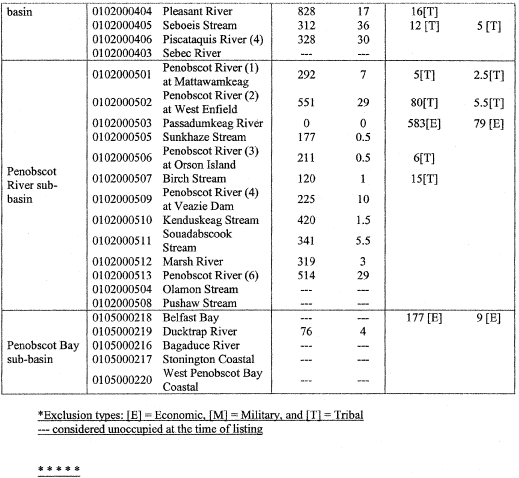 basin 0102000404 Pleasant River 828 17 16[T]
0102000405 Seboeis Stream 312 36 12 [T] 5 [T]
0102000406 Piscataquis River (4) 328 30
0102000403 Sebec River --- ---
0102000501 Penobscot River (1) at Mattawamkeag 292 7 5[T] 2.5[T]
0102000502 Penobscot River (2) at West Enfield 551 29 80[T] 5.5[T]
0102000503 Passadumkeag River 0 0 583[E] 79 [E]
0102000505 Sunkhaze Stream 177 0.5
Penobscot River sub-basin
0102000506 Penobscot River (3) at Orson Island 211 0.5 6[T]
0102000507 Birch Stream 120 1 15[T]
0102000509 Penobscot River (4) at Veazie Dam 225 10
0102000510 Kenduskeag Stream 420 1.5
0102000511 Souadabscook Stream 341 5.5
0102000512 Marsh River 319 3
0102000513 Penobscot River (6) 514 29
0102000504 Olamon Stream --- ---
0102000508 Pushaw Stream --- ---
Penobscot Bay sub-basin
0105000218 Belfast Bay --- --- 177 [E] 9 [E]
0105000219 Ducktrap River 76 4
0105000216 Bagaduce River --- ---
0105000217 Stonington Coastal --- ---
0105000220 West Penobscot Bay Coastal --- ---
*Exclusion types: [E] = Economic, [M] = Military, and [T] = Tribal
--- considered unoccupied at the time of listing
* * * * *